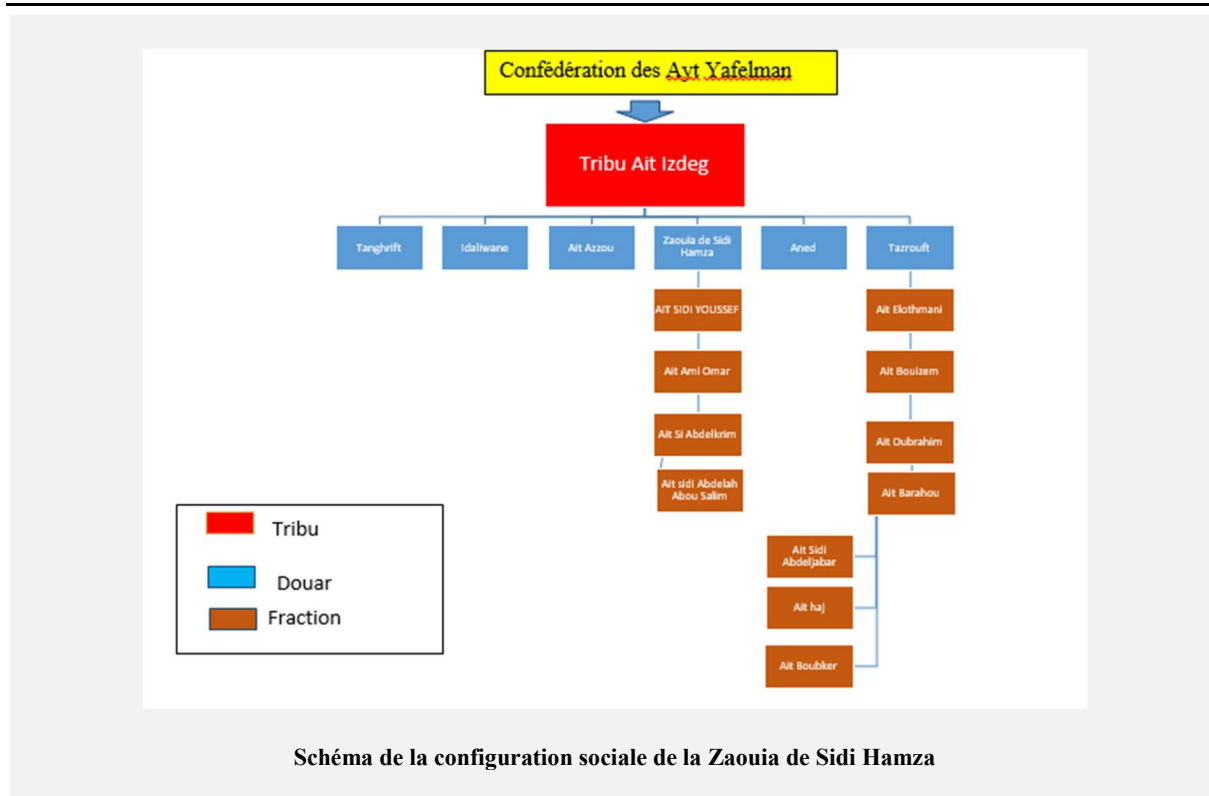 Confédération des Ayt Yafelman
Tribu Ait Izdeg
Tanghrift
Idaliwane
Ait Azzou
Zaouia de Sidi
Hamza
Aned
Tazrouft
AIT SIDI YOUSSEF
Ait Elothmani
Ait Ami Omar
Ait Bouizem
Ait Si Abdelkrim
Ait Oubrahim
Ait sidi Abdelah
Abou Salim
Ait Barahou
Ait Sidi
Abdeljabar
Ait haj
Ait Boubker
Tribu
Douar
Fraction
Schéma de la configuration sociale de la Zaouia de Sidi Hamza